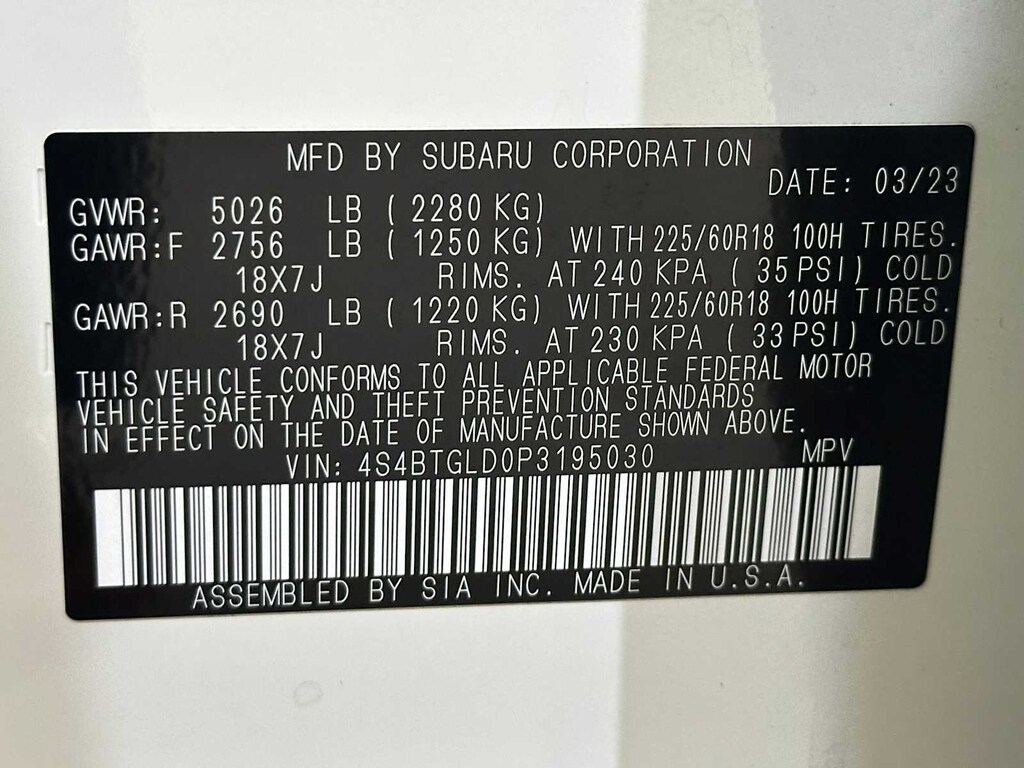 MFD BY SUBARU CORPORATION
DATE: 03/23
GVWR: 5026 LB ( 2280 KG)
GAWR:F 2756 LB ( 1250 KG) WITH 225/60R18 100H TIRES.
18X7J RIMS. AT 240 KPA ( 35 PSI) COLD
GAWR:R 2690 LB ( 1220 KG) WITH 225/60R18 100H TIRES.
18X7J RIMS. AT 230 KPA ( 33 PSI) COLD
THIS VEHICLE CONFORMS TO ALL APPLICABLE FEDERAL MOTOR
VEHICLE SAFETY AND THEFT PREVENTION STANDARDS
IN EFFECT ON THE DATE OF MANUFACTURE SHOWN ABOVE.
VIN: 4S4BTGLD0P3195030 MPV
ASSEMBLED BY SIA INC. MADE IN U.S.A.